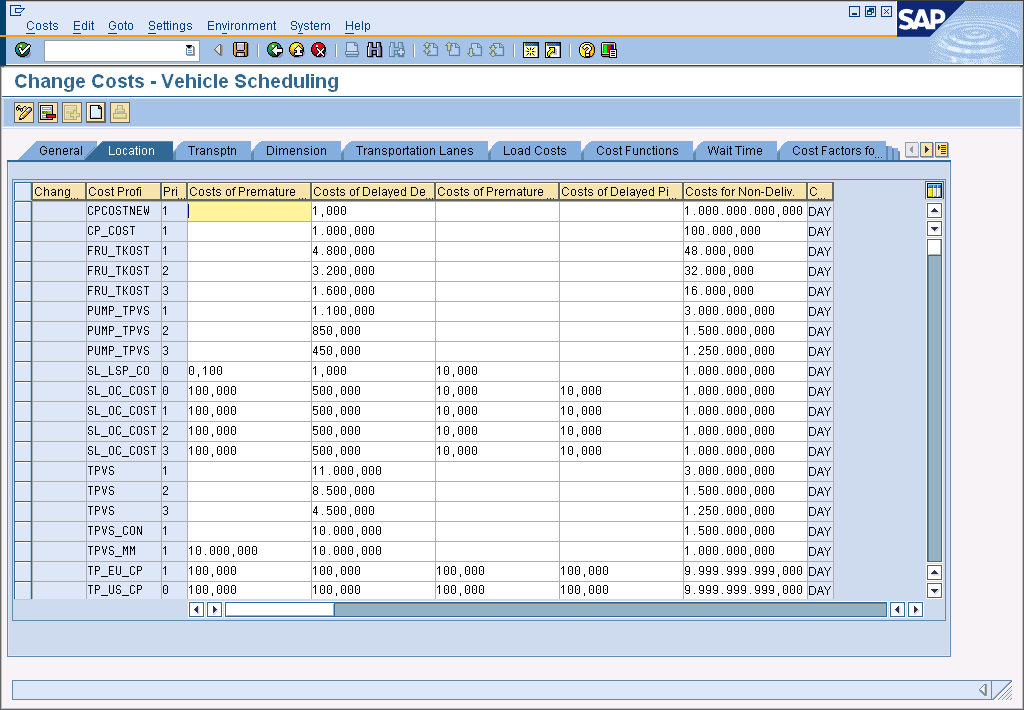 Costs Edit Goto Settings Environment System Help
SAP
Change Costs - Vehicle Scheduling
General Location Transptn Dimension Transportation Lanes Load Costs Cost Functions Wait Time Cost Factors fo...
Chang... Cost Profi Pri... Costs of Premature ... Costs of Delayed De... Costs of Premature ... Costs of Delayed Pi... Costs for Non-Deliv. C...
CPCOSTNEW 1 1,000 1.000.000.000,000 DAY
CP_COST 1 1.000,000 100.000,000 DAY
FRU_TKOST 1 4.800,000 48.000,000 DAY
FRU_TKOST 2 3.200,000 32.000,000 DAY
FRU_TKOST 3 1.600,000 16.000,000 DAY
PUMP_TPVS 1 1.100,000 3.000.000,000 DAY
PUMP_TPVS 2 850,000 1.500.000,000 DAY
PUMP_TPVS 3 450,000 1.250.000,000 DAY
SL_LSP_CO 0 0,100 1,000 10,000 1.000.000,000 DAY
SL_OC_COST 0 100,000 500,000 10,000 10,000 1.000.000,000 DAY
SL_OC_COST 1 100,000 500,000 10,000 10,000 1.000.000,000 DAY
SL_OC_COST 2 100,000 500,000 10,000 10,000 1.000.000,000 DAY
SL_OC_COST 3 100,000 500,000 10,000 10,000 1.000.000,000 DAY
TPVS 1 11.000,000 3.000.000,000 DAY
TPVS 2 8.500,000 1.500.000,000 DAY
TPVS 3 4.500,000 1.250.000,000 DAY
TPVS_CON 1 10.000,000 1.500.000,000 DAY
TPVS_MM 1 10.000,000 10.000,000 1.000.000,000 DAY
TP_EU_CP 1 100,000 100,000 100,000 100,000 9.999.999.999,000 DAY
TP_US_CP 0 100,000 100,000 100,000 100,000 9.999.999.999,000 DAY